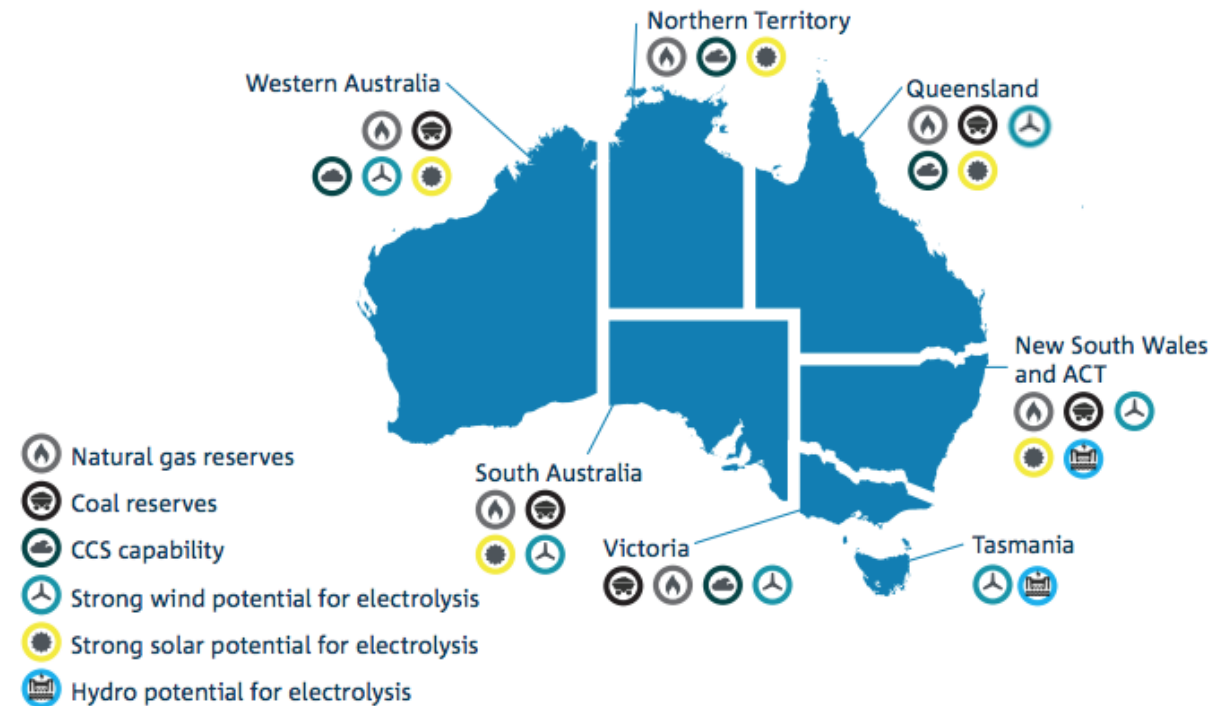 Northern Territory
Western Australia
Queensland
New South Wales
and ACT
South Australia
Victoria
Tasmania
Natural gas reserves
Coal reserves
CCS capability
Strong wind potential for electrolysis
Strong solar potential for electrolysis
Hydro potential for electrolysis